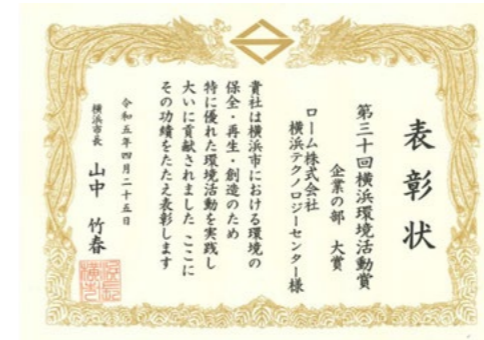 表彰状
第三十回横浜環境活動賞
企業の部 大賞
ローム株式会社
横浜テクノロジーセンター様
貴社は横浜市における環境の
保全・再生・創造のため
特に優れた環境活動を実践し
大いに貢献されました ここに
その功績をたたえ表彰します
令和五年四月二十五日
横浜市長 山中 竹春